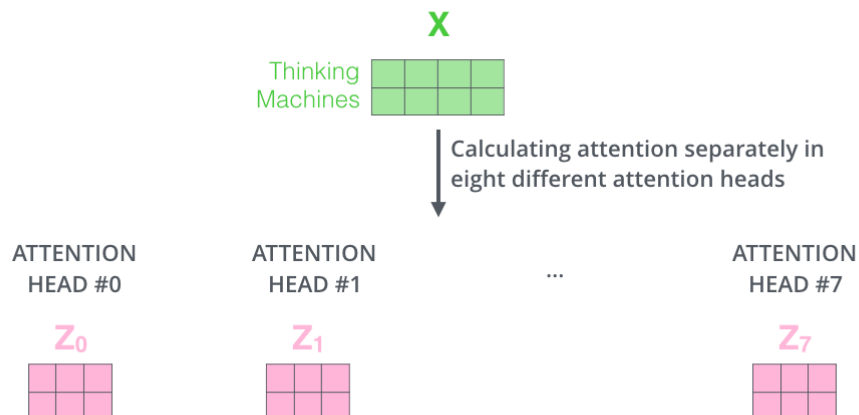 X
Thinking
Machines
Calculating attention separately in
eight different attention heads
ATTENTION
HEAD #0
ATTENTION
HEAD #1
...
ATTENTION
HEAD #7
Z0
Z1
Z7